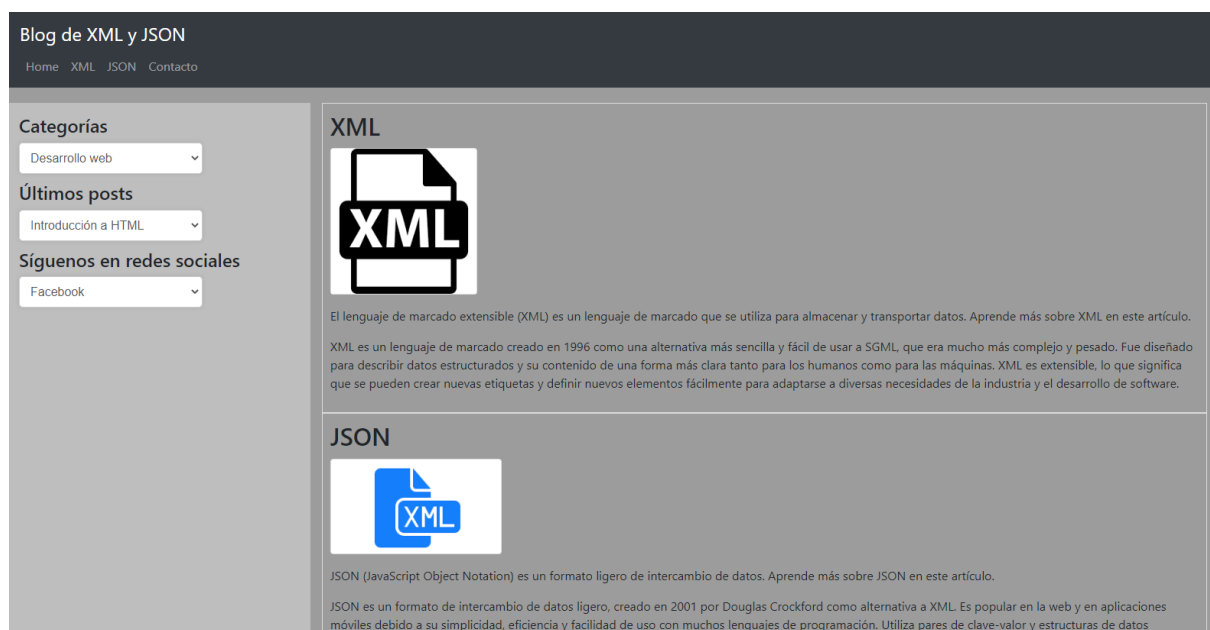 Blog de XML y JSON
Home XML JSON Contacto
Categorías
Desarrollo web
Últimos posts
Introducción a HTML
Síguenos en redes sociales
Facebook
XML
XML
El lenguaje de marcado extensible (XML) es un lenguaje de marcado que se utiliza para almacenar y transportar datos. Aprende más sobre XML en este artículo.
XML es un lenguaje de marcado creado en 1996 como una alternativa más sencilla y fácil de usar a SGML, que era mucho más complejo y pesado. Fue diseñado
para describir datos estructurados y su contenido de una forma más clara tanto para los humanos como para las máquinas. XML es extensible, lo que significa
que se pueden crear nuevas etiquetas y definir nuevos elementos fácilmente para adaptarse a diversas necesidades de la industria y el desarrollo de software.
JSON
XML
JSON (JavaScript Object Notation) es un formato ligero de intercambio de datos. Aprende más sobre JSON en este artículo.
JSON es un formato de intercambio de datos ligero, creado en 2001 por Douglas Crockford como alternativa a XML. Es popular en la web y en aplicaciones
móviles debido a su simplicidad, eficiencia y facilidad de uso con muchos lenguajes de programación. Utiliza pares de clave-valor y estructuras de datos